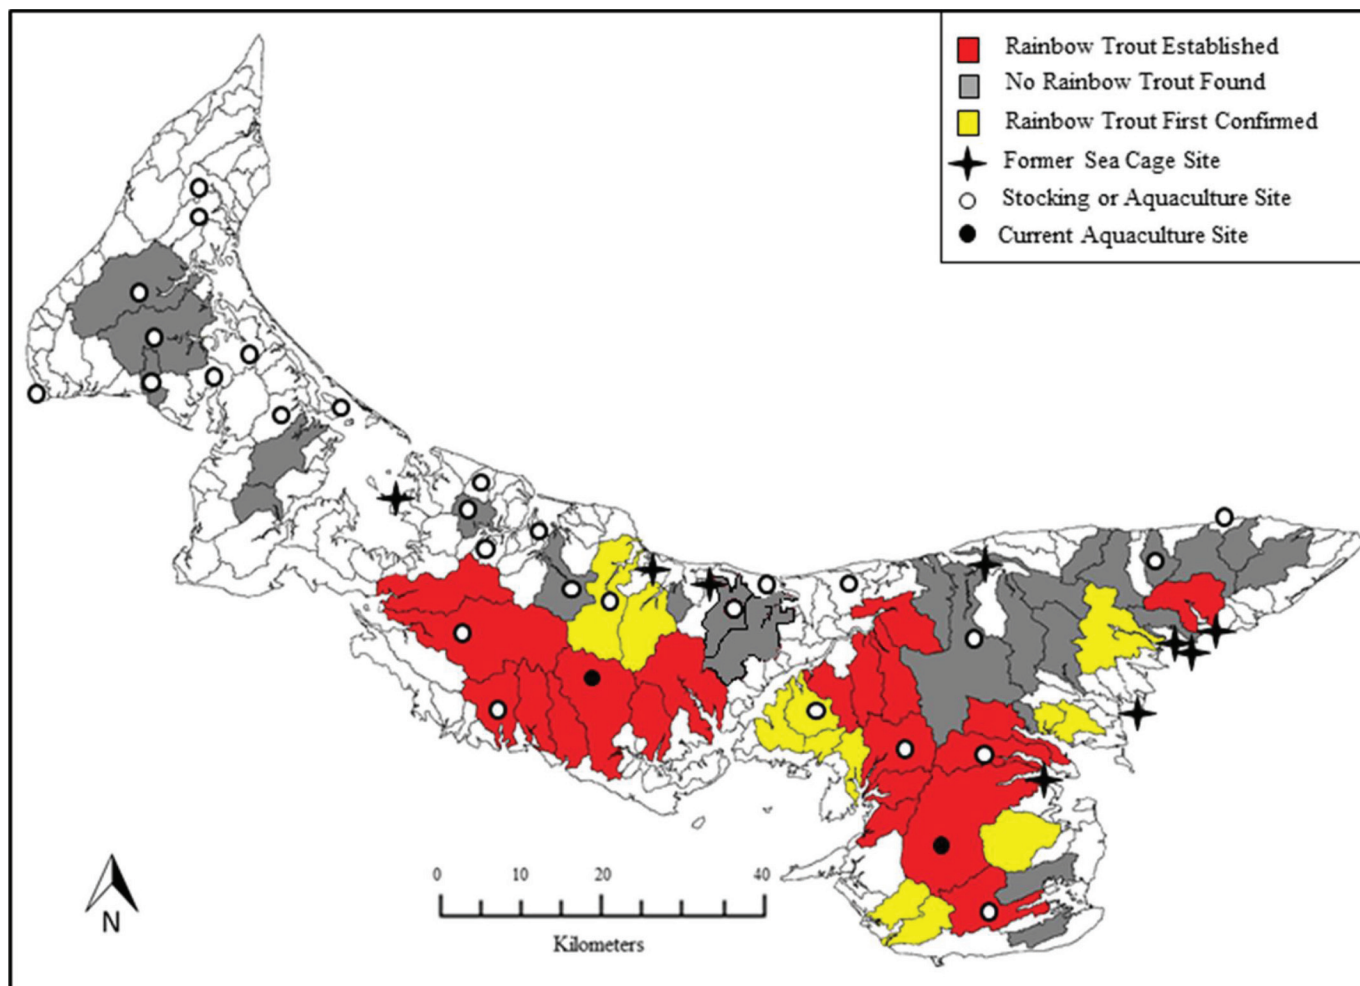 Rainbow Trout Established
No Rainbow Trout Found
Rainbow Trout First Confirmed
Former Sea Cage Site
Stocking or Aquaculture Site
Current Aquaculture Site
0 10 20 40
Kilometers
N